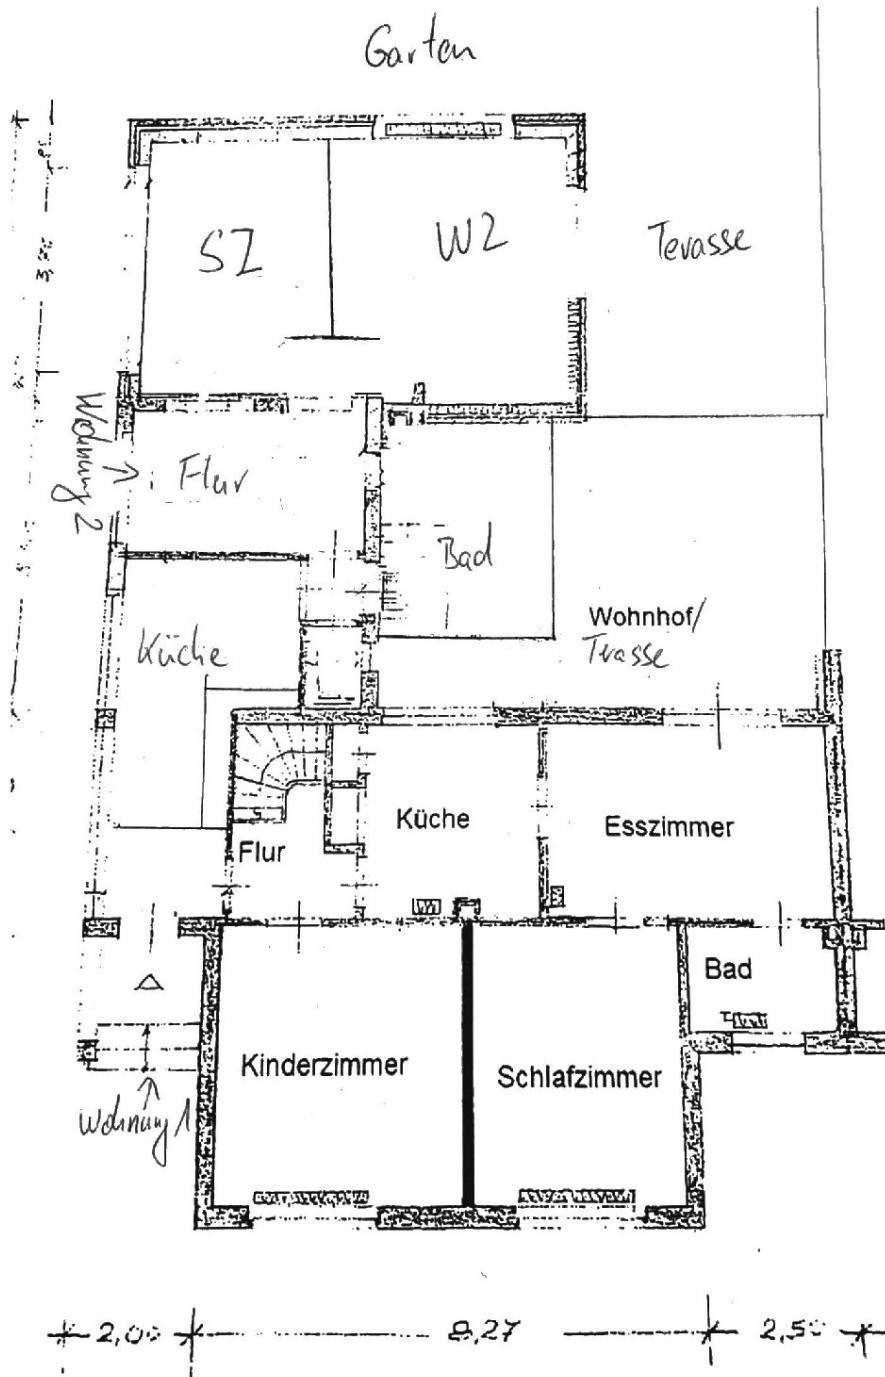 Garten
SZ
WZ
Terasse
Wohnung 2
Flur
Bad
Wohnhof/
Trasse
Küche
Küche
Esszimmer
Flur
Bad
Kinderzimmer
Schlafzimmer
Wohnung 1
2,00
8,27
2,50